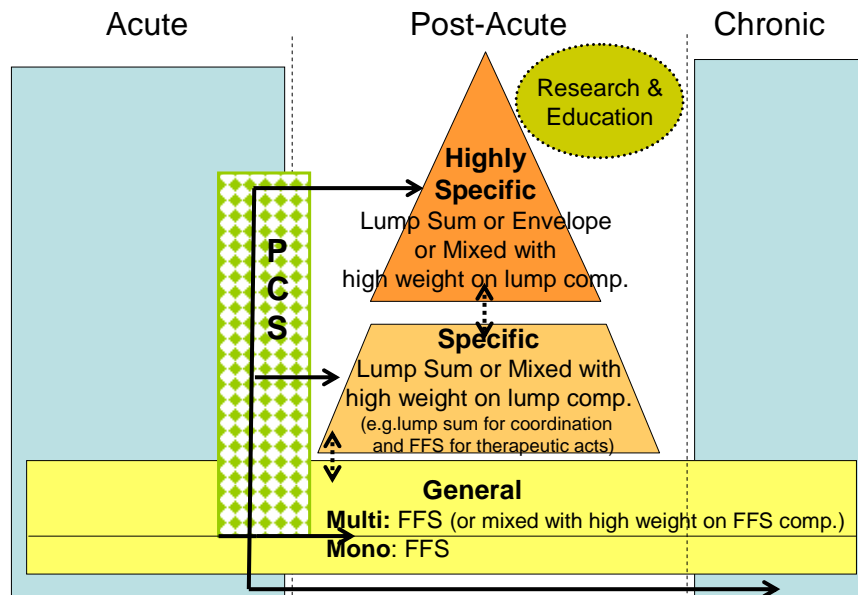 Acute
Post-Acute
Chronic
Research &
Education
Highly
Specific
Lump Sum or Envelope
or Mixed with
high weight on lump comp.
P
C
S
Specific
Lump Sum or Mixed with
high weight on lump comp.
(e.g.lump sum for coordination
and FFS for therapeutic acts)
General
Multi: FFS (or mixed with high weight on FFS comp.)
Mono: FFS